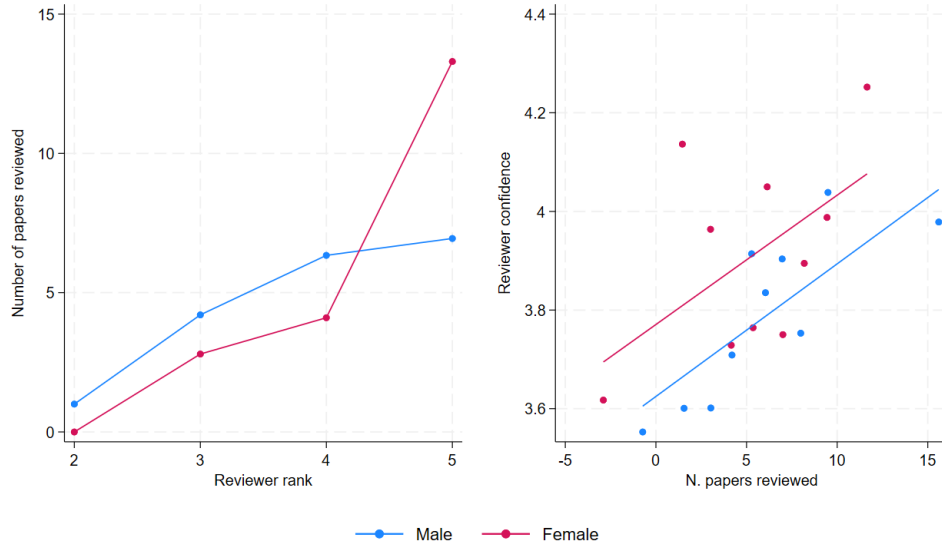 Number of papers reviewed
15
10
5
0
2 3 4 5
Reviewer rank
Reviewer confidence
4.4
4.2
4
3.8
3.6
-5 0 5 10 15
N. papers reviewed
Male Female